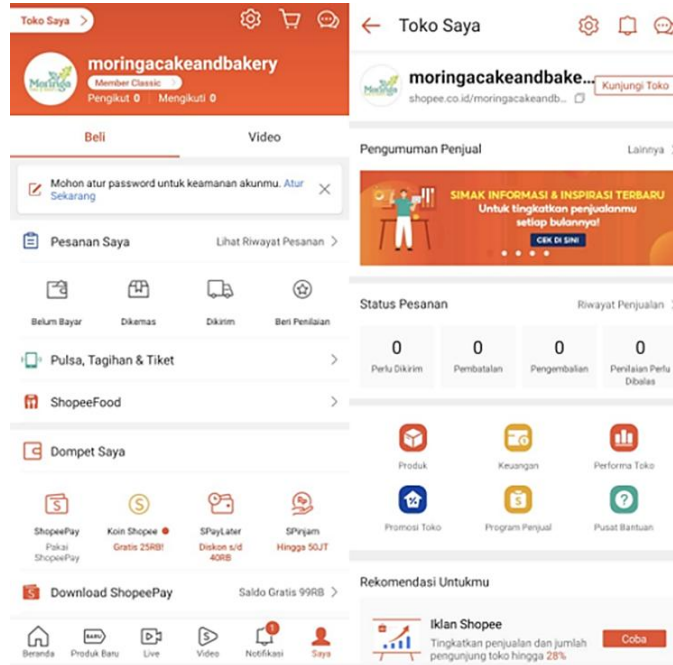 Toko Saya >
moringacakeandbakery
Member Classic >
Pengikut 0 | Mengikuti 0
Beli
Video
Mohon atur password untuk keamanan akunmu. Atur
Sekarang
Pesanan Saya
Lihat Riwayat Pesanan >
Belum Bayar
Dikemas
Dikirim
Beri Penilaian
Pulsa, Tagihan & Tiket
ShopeeFood
Dompet Saya
ShopeePay
Pakai
ShopeePay
Koin Shopee
Gratis 25RB!
SPayLater
Diskon s/d
40RB
SPinjam
Hingga 50JT
Download ShopeePay
Saldo Gratis 99RB >
Beranda
BARU
Produk Baru
Live
Video
1
Notifikasi
Saya
Toko Saya
moringacakeandbake...
shopee.co.id/moringacakeandb...
Kunjungi Toko
Pengumuman Penjual
Lainnya
SIMAK INFORMASI & INSPIRASI TERBARU
Untuk tingkatkan penjualanmu
setiap bulannya!
CEK DI SINI
Status Pesanan
Riwayat Penjualan
0
Perlu Dikirim
0
Pembatalan
0
Pengembalian
0
Penilaian Perlu
Dibalas
Produk
Keuangan
Performa Toko
Promosi Toko
Program Penjual
Pusat Bantuan
Rekomendasi Untukmu
Iklan Shopee
Tingkatkan penjualan dan jumlah
pengunjung toko hingga 28%
Coba